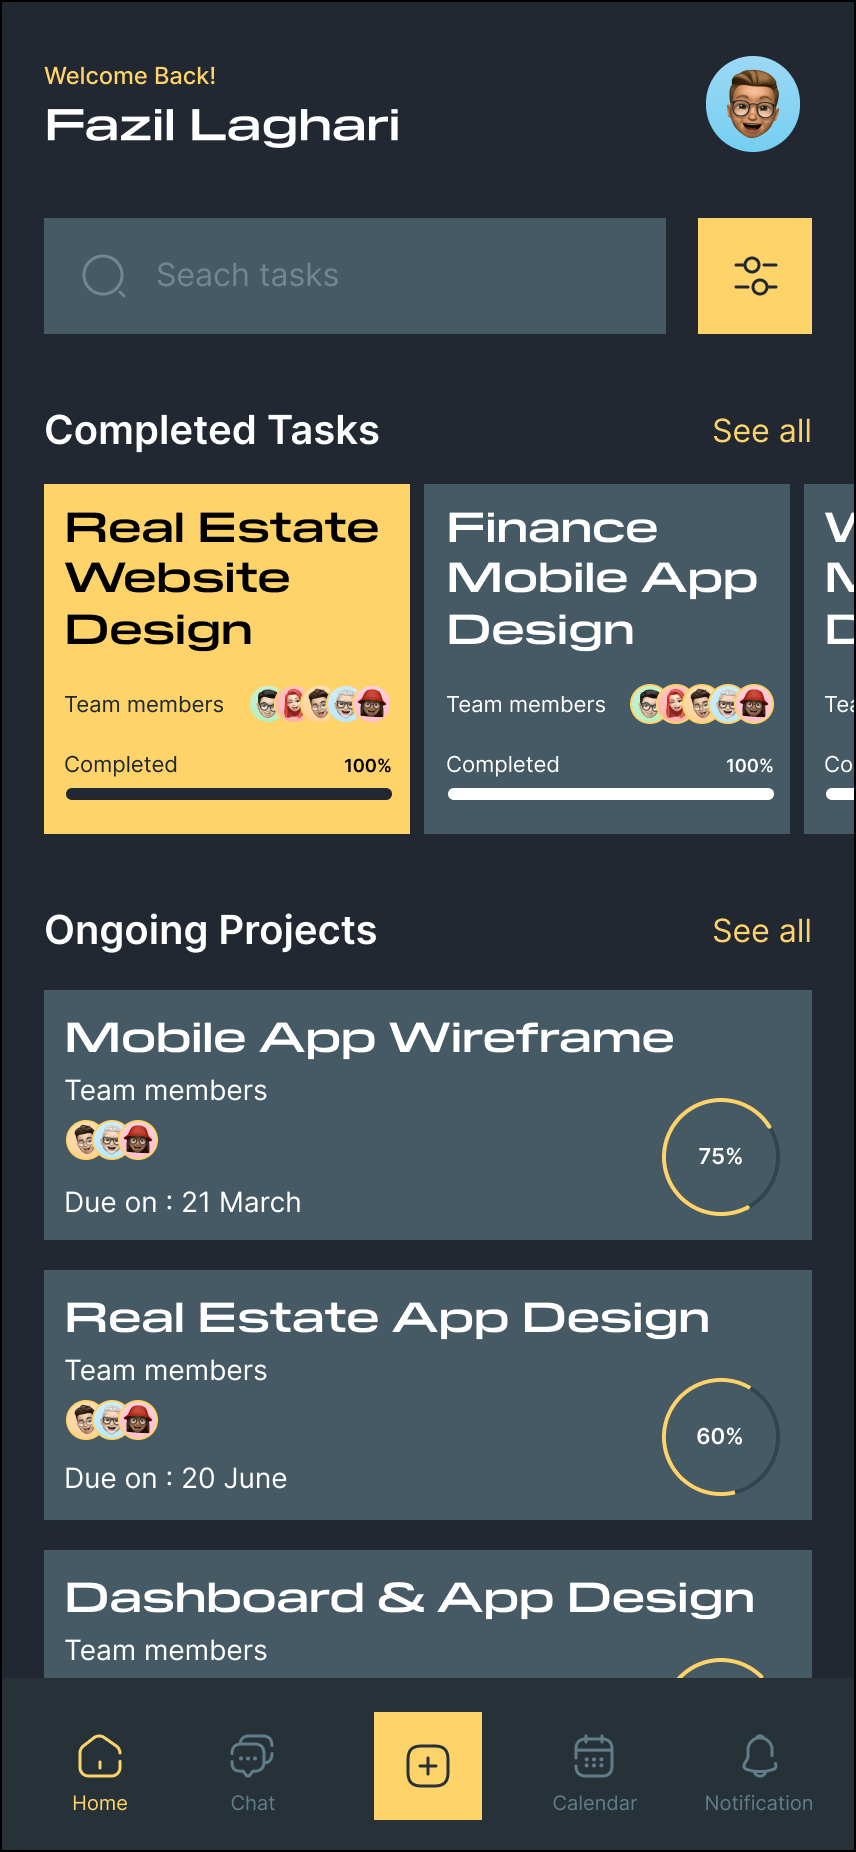 Welcome Back!
Fazil Laghari
Seach tasks
Completed Tasks
See all
Real Estate
Website
Design
Team members
Completed
100%
Finance
Mobile App
Design
Team members
Completed
100%
Ongoing Projects
See all
Mobile App Wireframe
Team members
75%
Due on : 21 March
Real Estate App Design
Team members
60%
Due on : 20 June
Dashboard & App Design
Team members
Home
Chat
Calendar
Notification